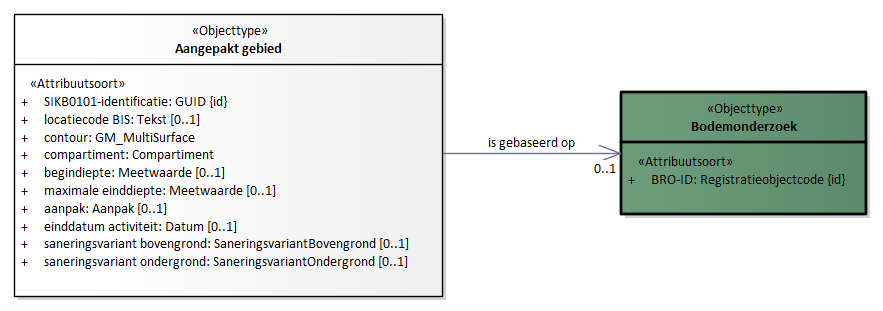 «Objecttype»
Aangepakt gebied
«Attribuutsoort»
+ SIKB0101-identificatie: GUID {id}
+ locatiecode BIS: Tekst [0..1]
+ contour: GM_MultiSurface
+ compartiment: Compartiment
+ begindiepte: Meetwaarde [0..1]
+ maximale einddiepte: Meetwaarde [0..1]
+ aanpak: Aanpak [0..1]
+ einddatum activiteit: Datum [0..1]
+ saneringsvariant bovengrond: SaneringsvariantBovengrond [0..1]
+ saneringsvariant ondergrond: SaneringsvariantOndergrond [0..1]
is gebaseerd op
0..1
«Objecttype»
Bodemonderzoek
«Attribuutsoort»
+ BRO-ID: Registratieobjectcode {id}